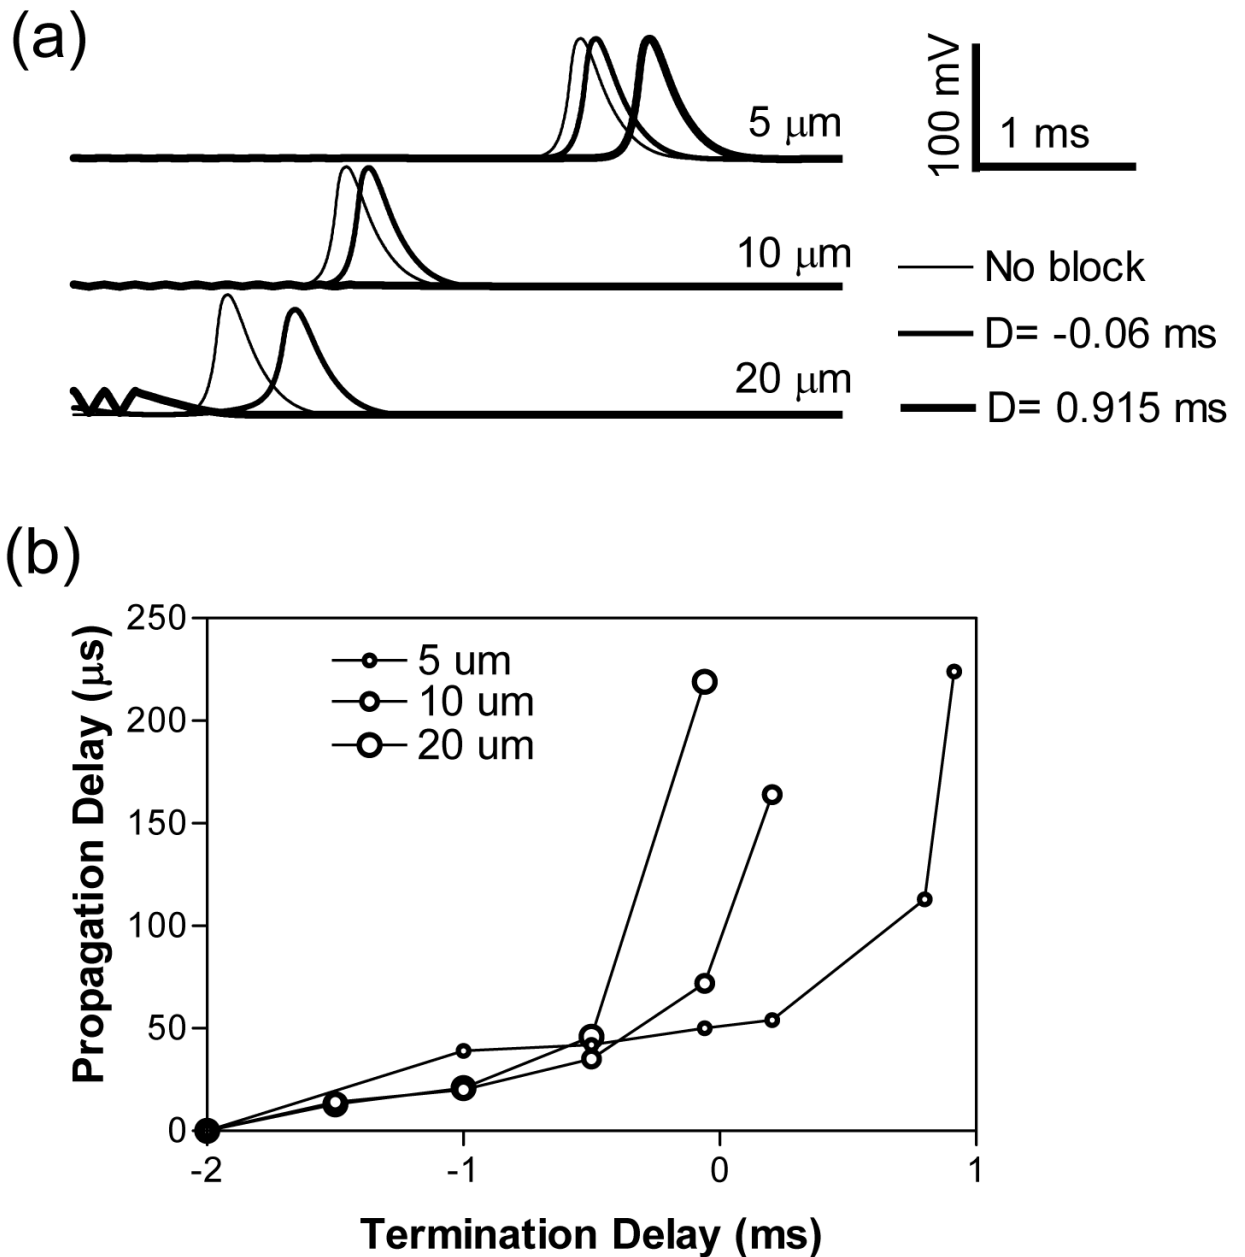 (a)
5 μm
100 mV
1 ms
10 μm
No block
D= -0.06 ms
20 μm
D= 0.915 ms
(b)
Propagation Delay (μs)
250
200
150
100
50
0
5 um
10 um
20 um
-2
-1
0
1
Termination Delay (ms)